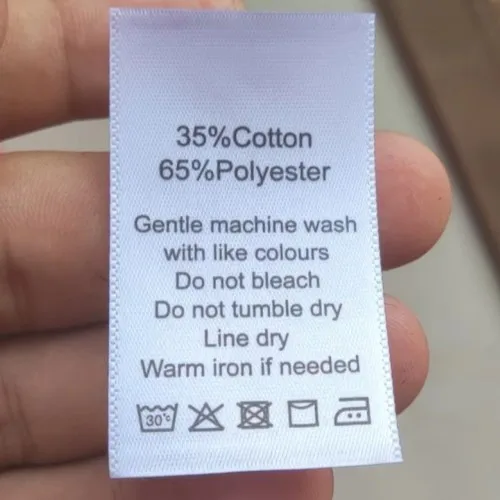 35%Cotton
65%Polyester
Gentle machine wash
with like colours
Do not bleach
Do not tumble dry
Line dry
Warm iron if needed
30°c